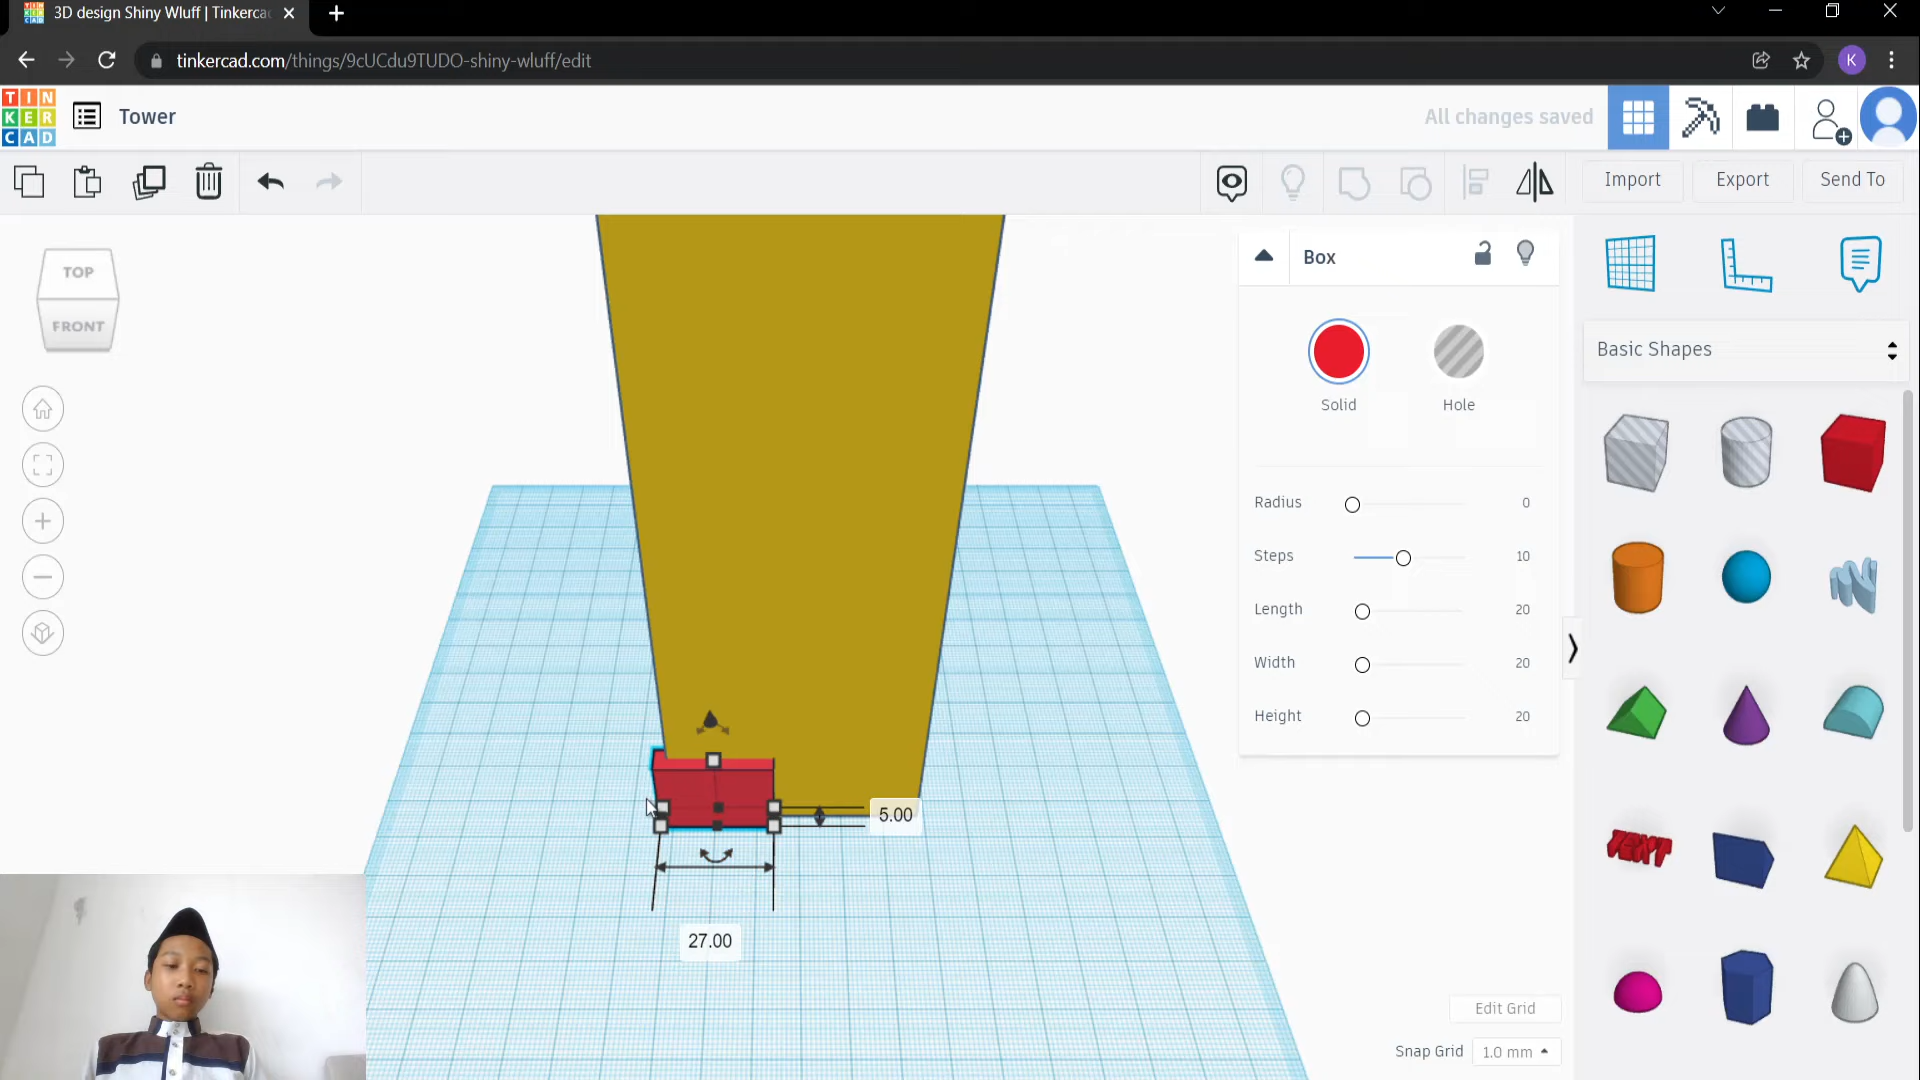 3D design Shiny Wluff | Tinkerca
tinkercad.com/things/9cUCdu9TUDO-shiny-wluff/edit
K
TIN
KER
CAD
Tower
All changes saved
Import
Export
Send To
TOP
FRONT
Box
Solid
Hole
Radius
0
Steps
10
Length
20
Width
20
Height
20
Basic Shapes
TEXT
5.00
27.00
Edit Grid
Snap Grid
1.0 mm